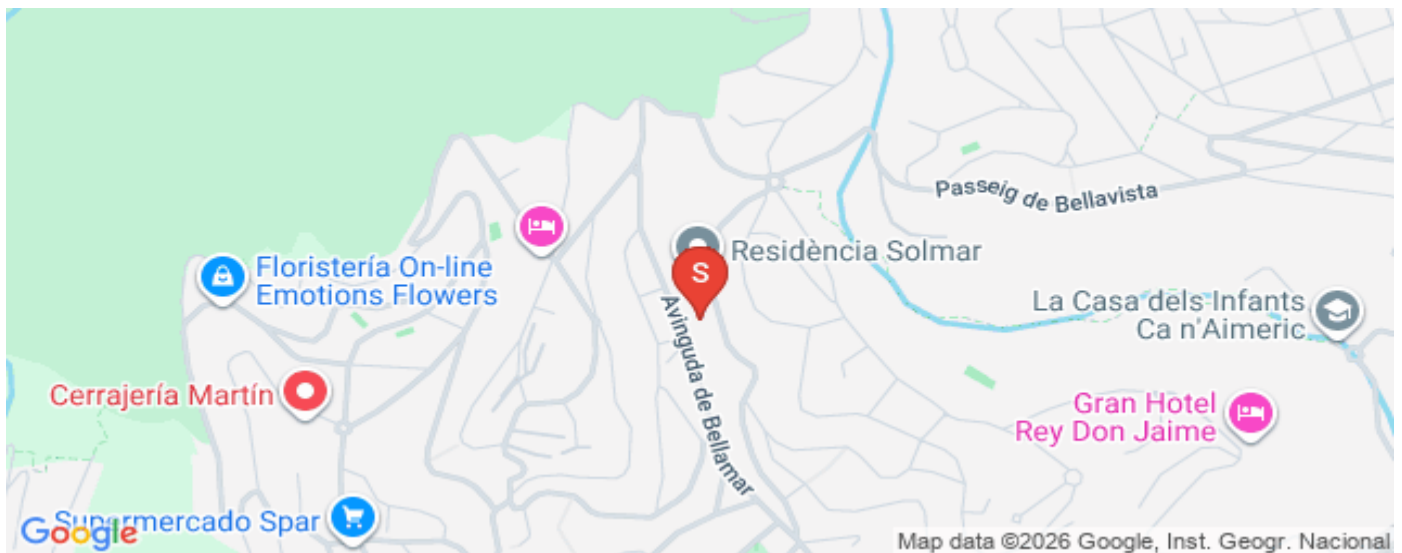 Passeig de Bellavista
Residència Solmar
S
Floristería On-line
Emotions Flowers
La Casa dels Infants
Ca n'Aimeric
Avinguda de Bellamar
Cerrajería Martín
Gran Hotel
Rey Don Jaime
Supermercado Spar
Google
Map data ©2026 Google, Inst. Geogr. Nacional